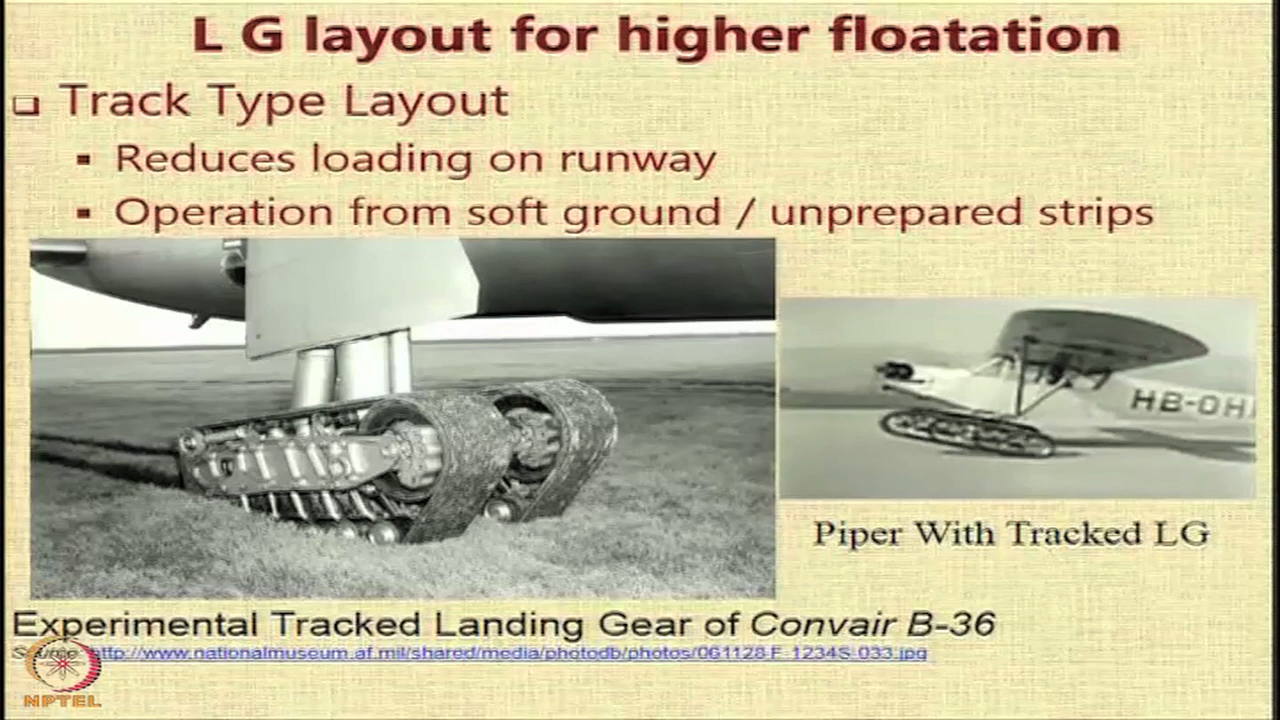 L G layout for higher floatation
Track Type Layout
Reduces loading on runway
Operation from soft ground / unprepared strips
HB-OH
Piper With Tracked LG
Experimental Tracked Landing Gear of Convair B-36
Source http://www.nationalmuseum.af.mil/shared/media/photodb/photos/061128-F-1234S-033.jpg
NPTEL